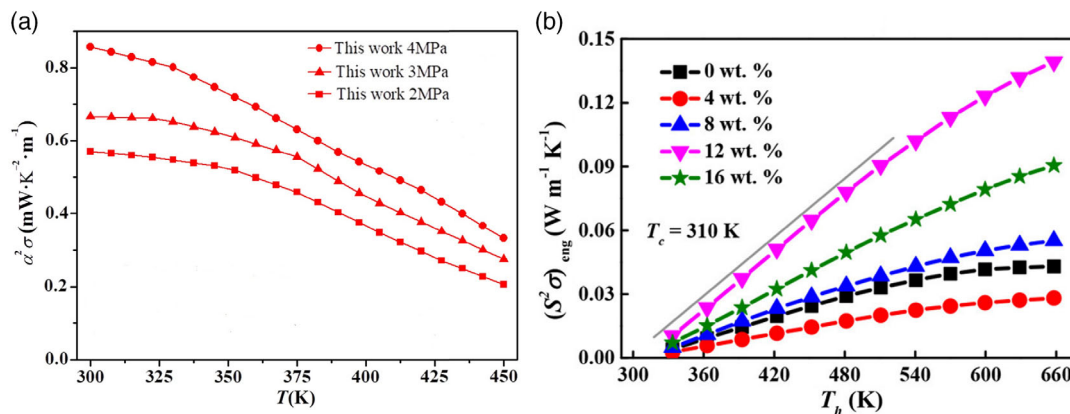 (a)
α²σ (mW·K⁻²·m⁻¹)
0.8
0.6
0.4
0.2
0.0
This work 4MPa
This work 3MPa
This work 2MPa
300 325 350 375 400 425 450
T(K)
(b)
(S²σ)eng (W m⁻¹ K⁻¹)
0.15
0.12
0.09
0.06
0.03
0.00
0 wt. %
4 wt. %
8 wt. %
12 wt. %
16 wt. %
Tc = 310 K
300 360 420 480 540 600 660
Th (K)